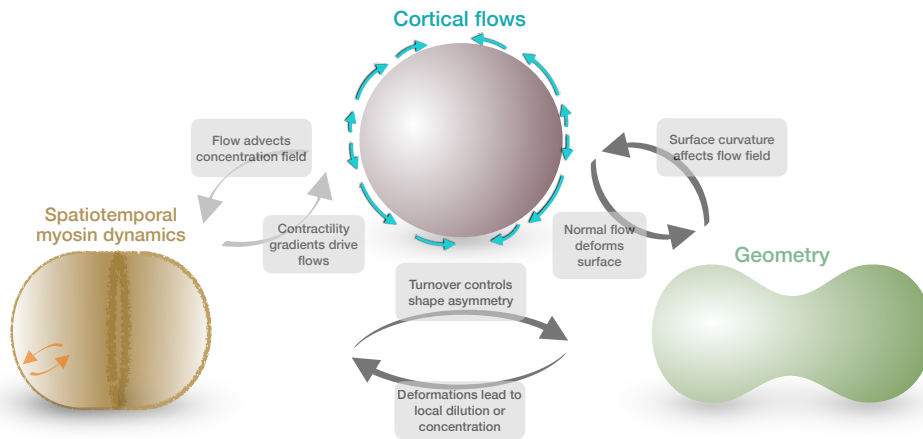 Cortical flows
Flow advects
concentration field
Surface curvature
affects flow field
Spatiotemporal
myosin dynamics
Contractility
gradients drive
flows
Normal flow
deforms
surface
Geometry
Turnover controls
shape asymmetry
Deformations lead to
local dilution or
concentration